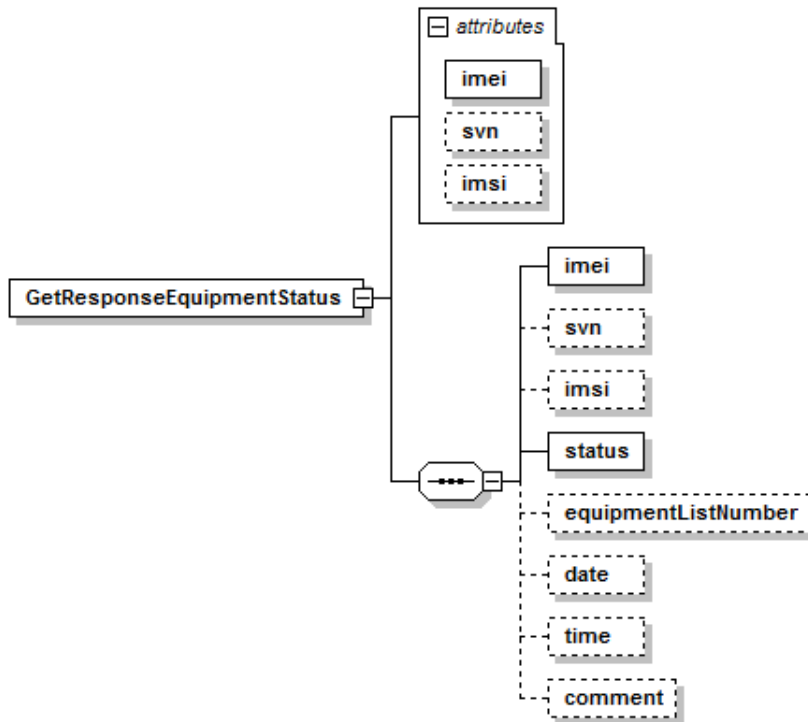 attributes
imei
svn
imsi
GetResponseEquipmentStatus
imei
svn
imsi
status
equipmentListNumber
date
time
comment